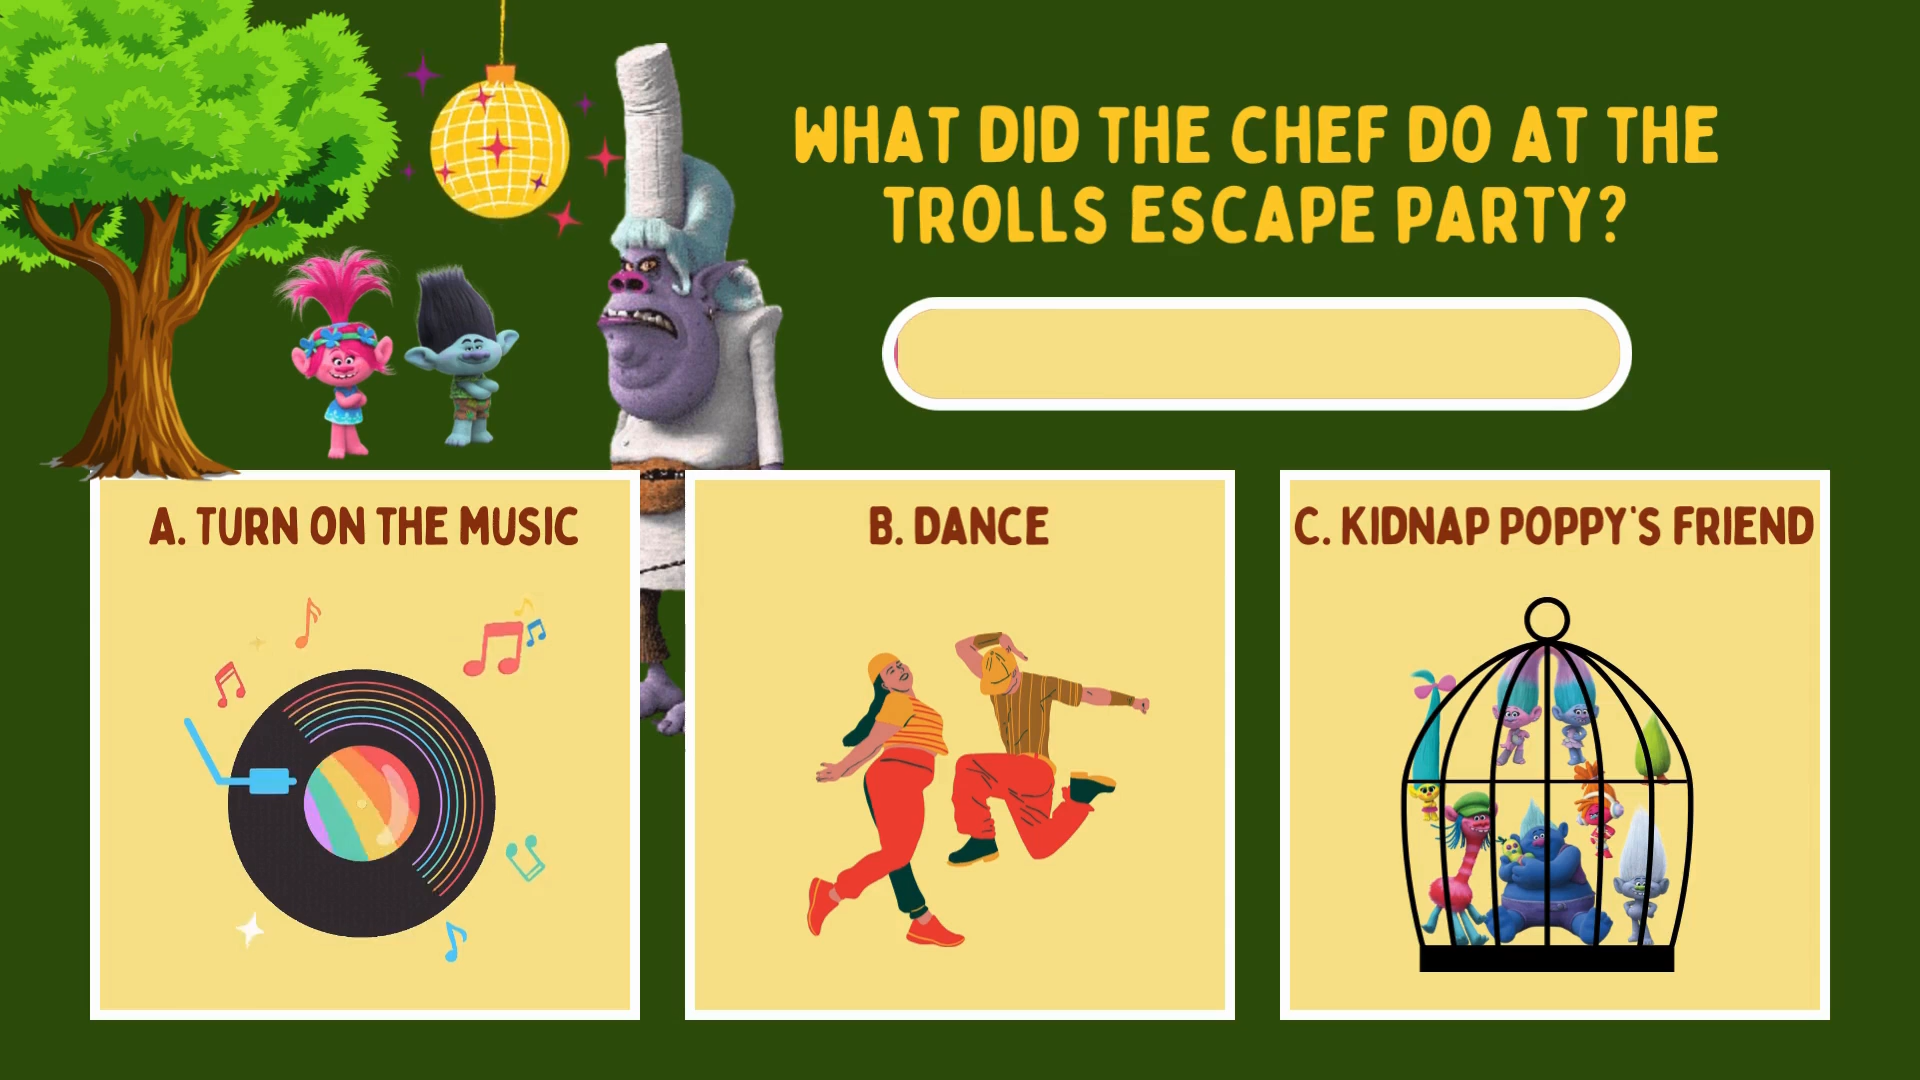 WHAT DID THE CHEF DO AT THE
TROLLS ESCAPE PARTY?
A. TURN ON THE MUSIC
B. DANCE
C. KIDNAP POPPY'S FRIEND